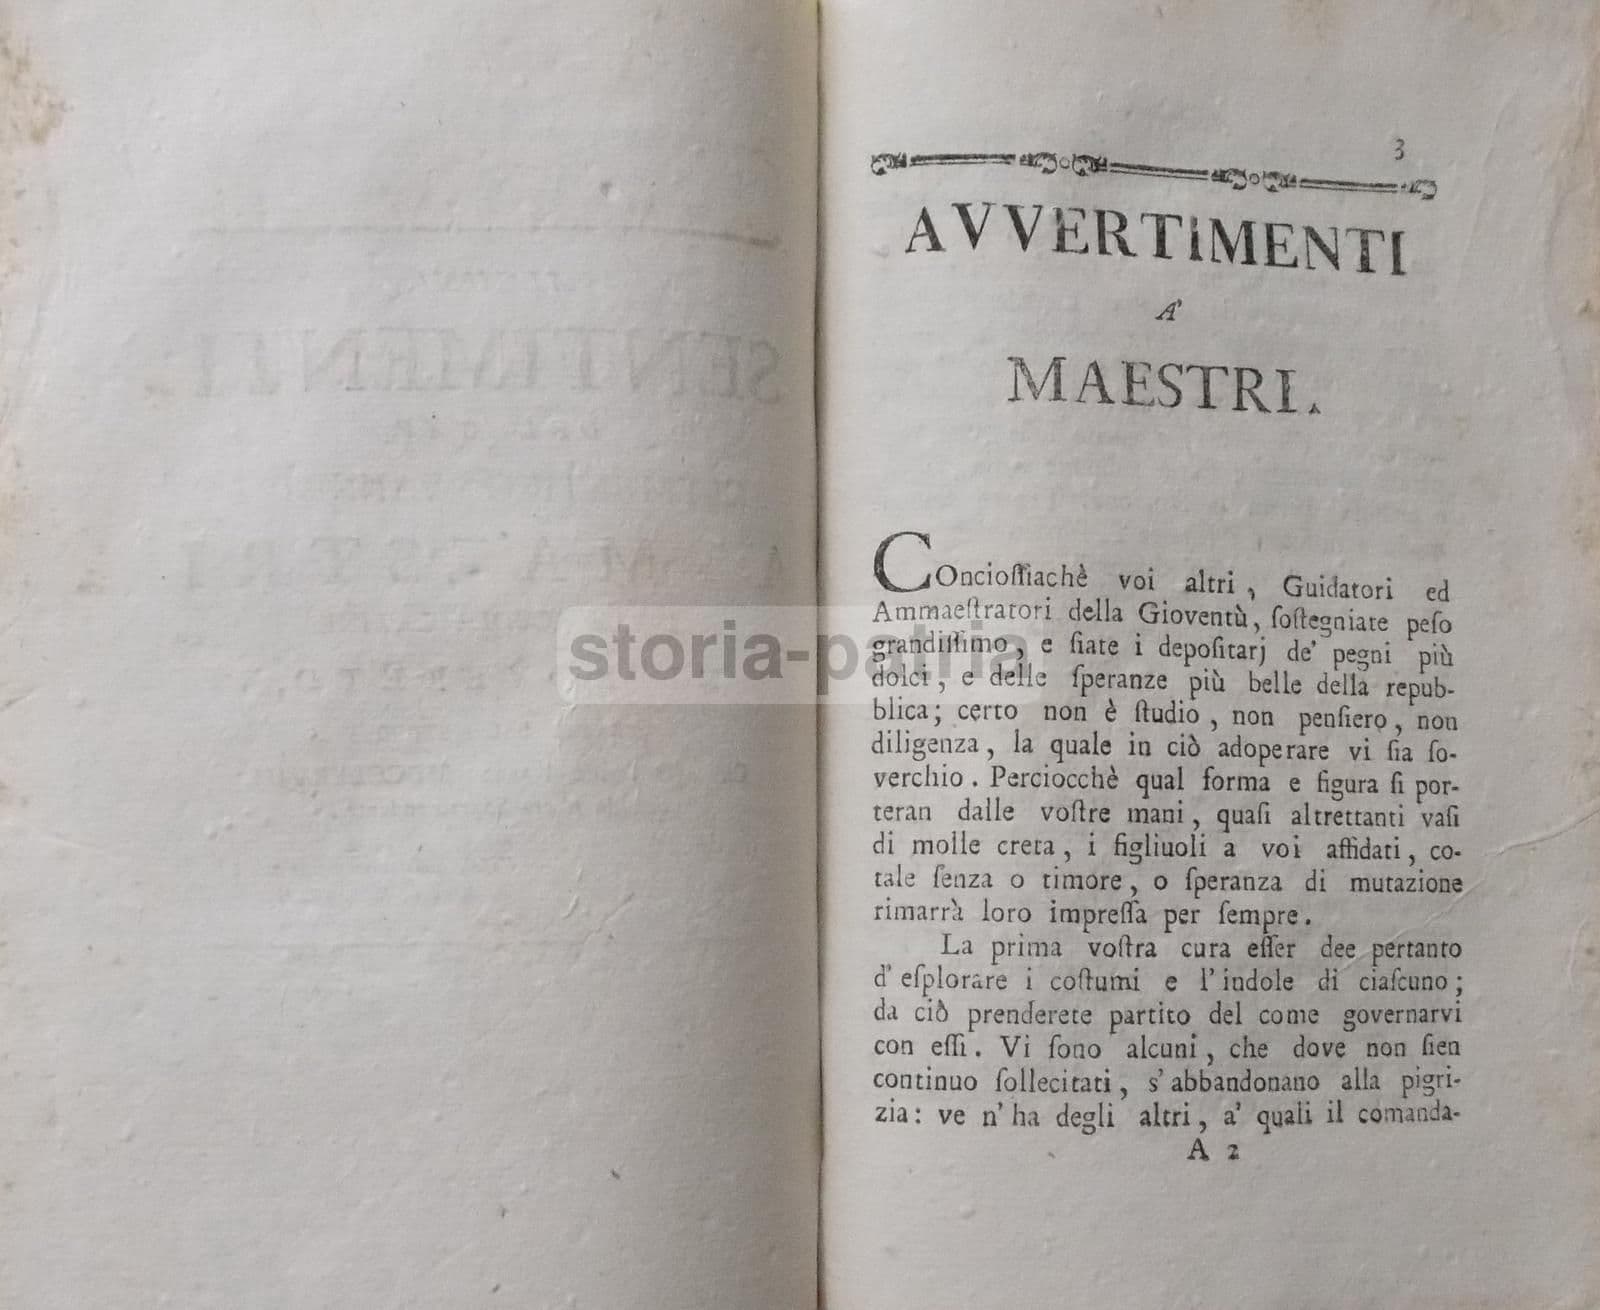 3
AVVERTIMENTI
A'
MAESTRI.
COncioſſiachè voi altri, Guidatori ed
Ammaeſtratori della Gioventù, ſoſtegniate peſo
grandiſſimo, e ſiate i depoſitarj de' pegni più
dolci, e delle ſperanze più belle della repub-
blica; certo non è ſtudio, non penſiero, non
diligenza, la quale in ciò adoperare vi ſia ſo-
verchio. Perciocchè qual forma e figura ſi por-
teran dalle voſtre mani, quaſi altrettanti vaſi
di molle creta, i figliuoli a voi affidati, co-
tale ſenza o timore, o ſperanza di mutazione
rimarrà loro impreſſa per ſempre.
La prima voſtra cura eſſer dee pertanto
d' eſplorare i coſtumi e l' indole di ciaſcuno;
da ciò prenderete partito del come governarvi
con eſſi. Vi ſono alcuni, che dove non ſien
continuo ſollecitati, s' abbandonano alla pigri-
zia: ve n' ha degli altri, a' quali il comanda-
A 2
storia-patria
SENTIMENTI